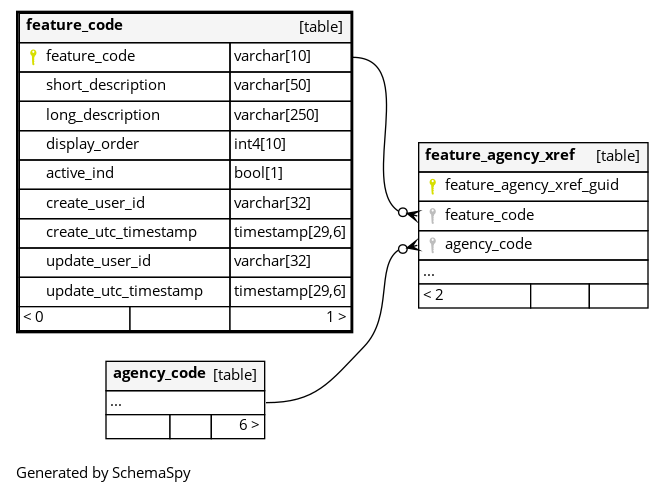 feature_code [table]
feature_code varchar[10]
short_description varchar[50]
long_description varchar[250]
display_order int4[10]
active_ind bool[1]
create_user_id varchar[32]
create_utc_timestamp timestamp[29,6]
update_user_id varchar[32]
update_utc_timestamp timestamp[29,6]
< 0 1 >
feature_agency_xref [table]
feature_agency_xref_guid
feature_code
agency_code
...
< 2
agency_code [table]
...
6 >
Generated by SchemaSpy